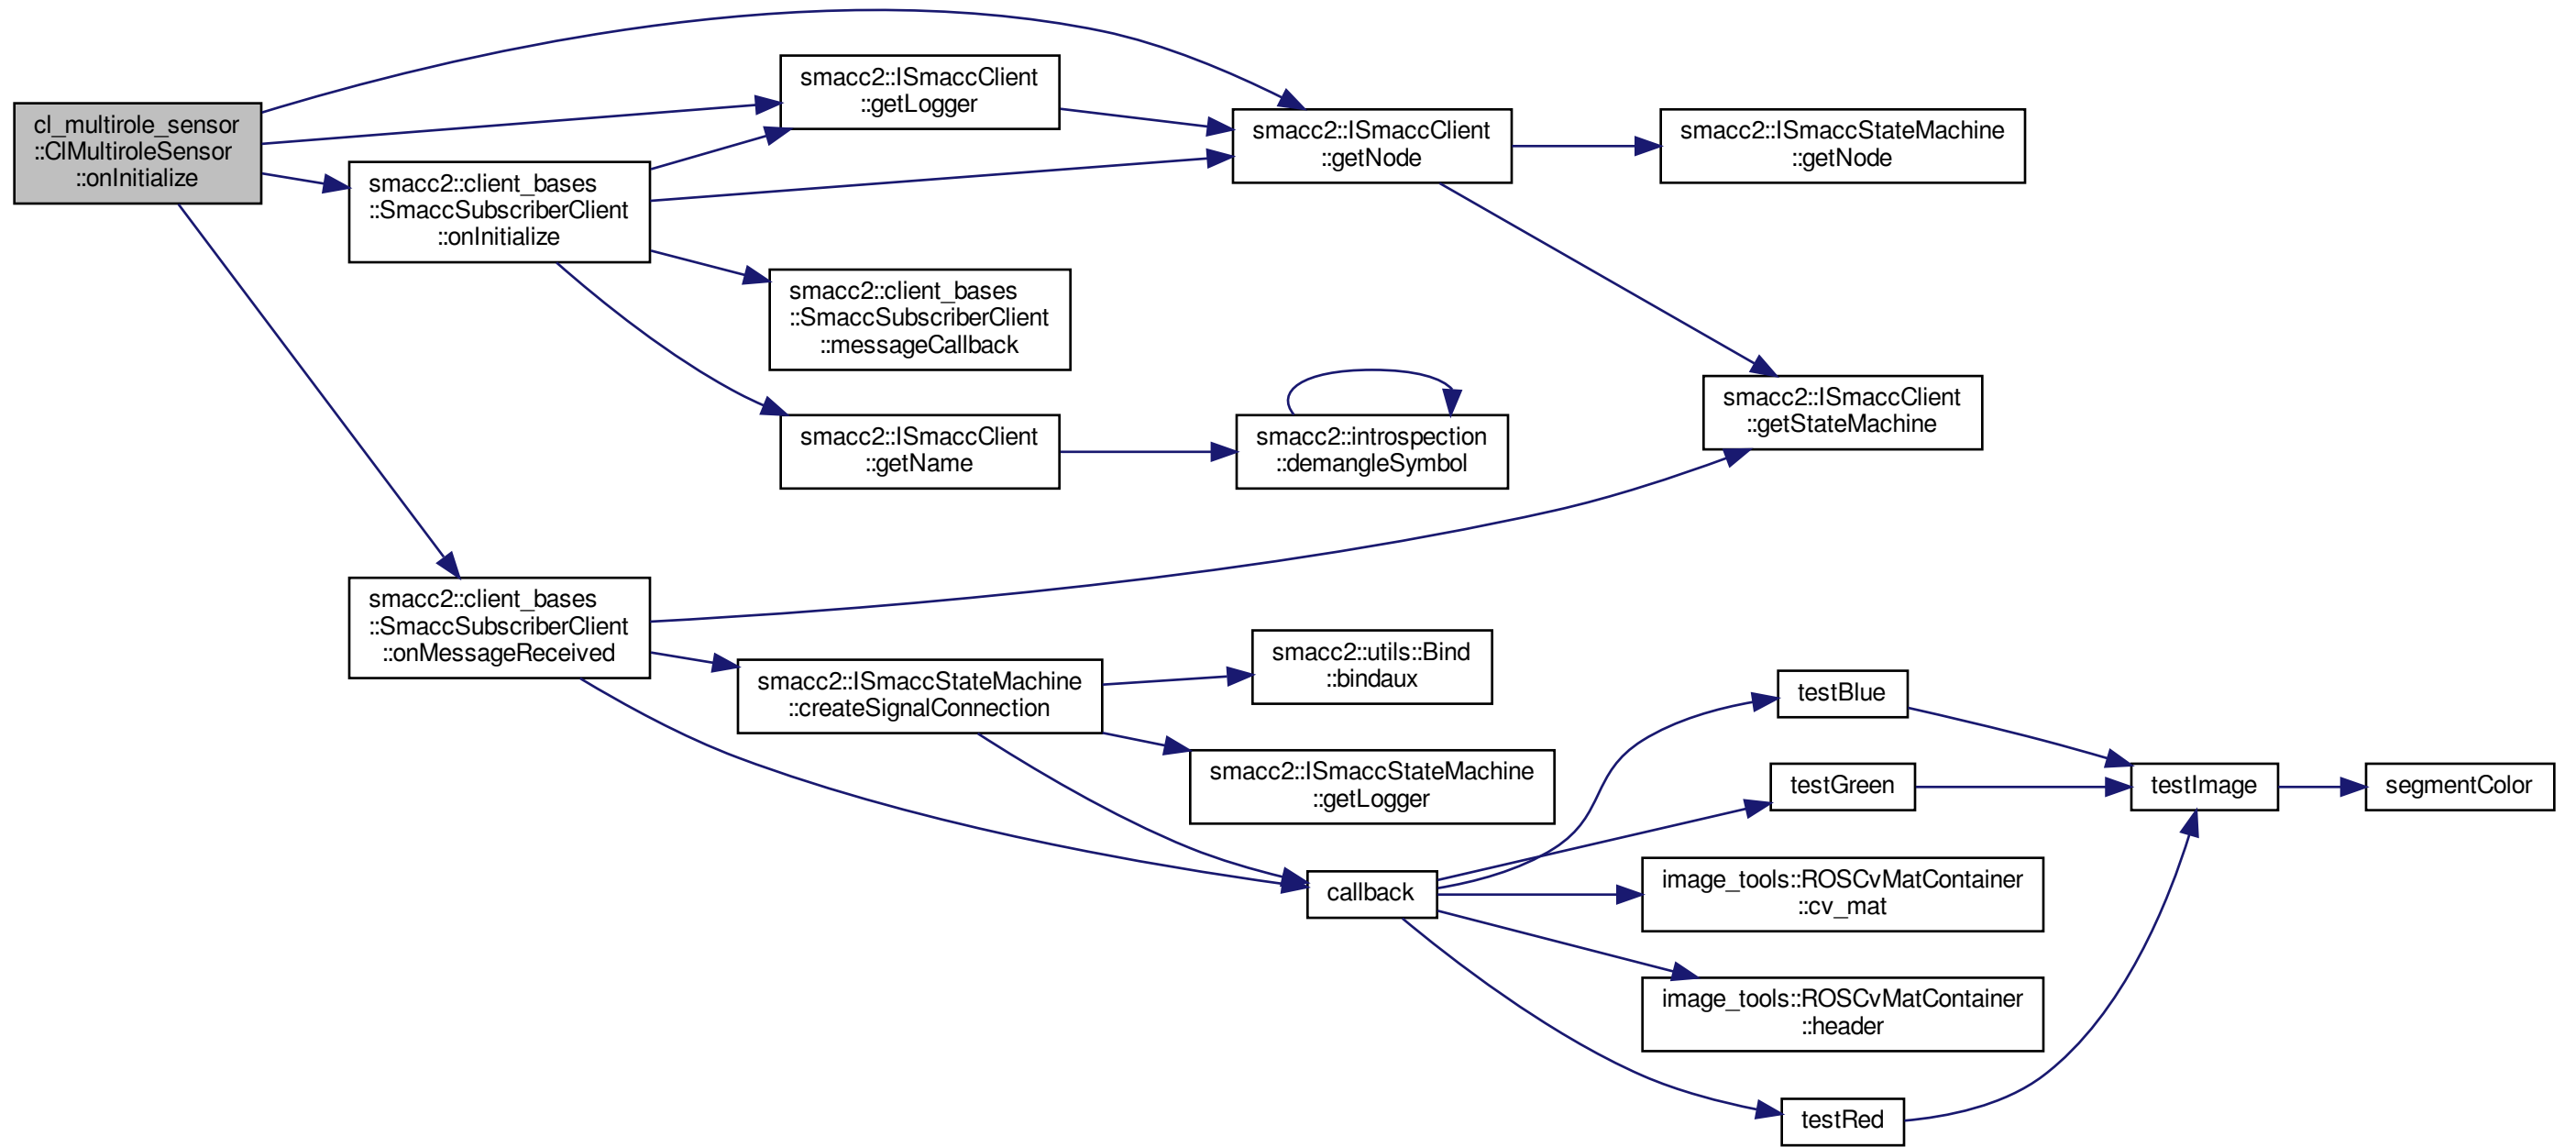 cl_multirole_sensor
::ClMultiroleSensor
::onInitialize
smacc2::ISmaccClient
::getLogger
smacc2::ISmaccClient
::getNode
smacc2::ISmaccStateMachine
::getNode
smacc2::client_bases
::SmaccSubscriberClient
::onInitialize
smacc2::client_bases
::SmaccSubscriberClient
::messageCallback
smacc2::ISmaccClient
::getStateMachine
smacc2::ISmaccClient
::getName
smacc2::introspection
::demangleSymbol
smacc2::client_bases
::SmaccSubscriberClient
::onMessageReceived
smacc2::ISmaccStateMachine
::createSignalConnection
smacc2::utils::Bind
::bindaux
smacc2::ISmaccStateMachine
::getLogger
callback
testBlue
testGreen
testImage
segmentColor
image_tools::ROSCvMatContainer
::cv_mat
image_tools::ROSCvMatContainer
::header
testRed